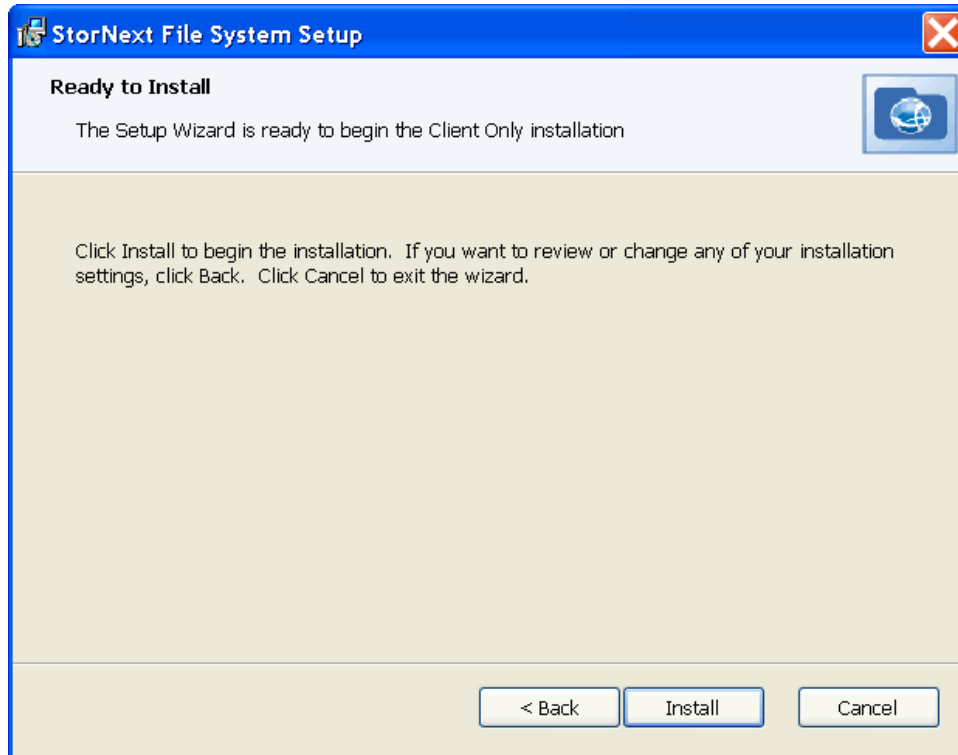 StorNext File System Setup
Ready to Install
The Setup Wizard is ready to begin the Client Only installation
Click Install to begin the installation.  If you want to review or change any of your installation
settings, click Back.  Click Cancel to exit the wizard.
< Back Install Cancel